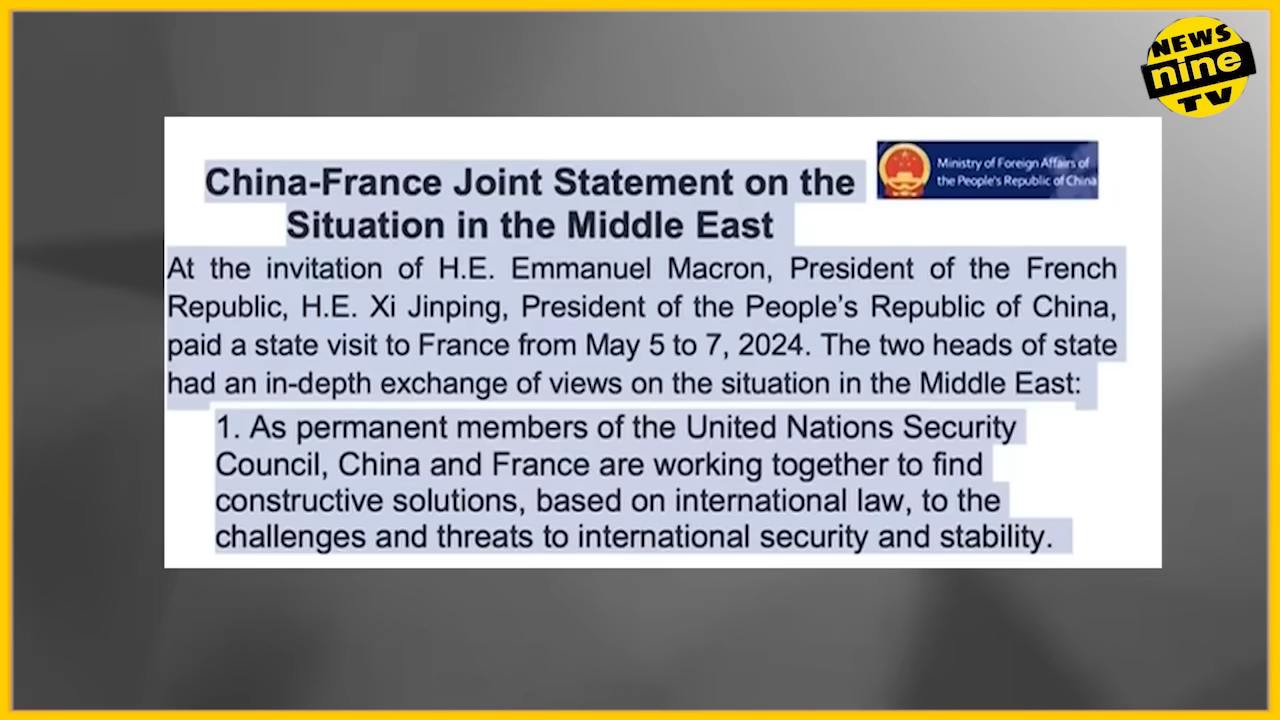 NEWS
nine
TV
China-France Joint Statement on the
Situation in the Middle East
Ministry of Foreign Affairs of
the People's Republic of China
At the invitation of H.E. Emmanuel Macron, President of the French
Republic, H.E. Xi Jinping, President of the People’s Republic of China,
paid a state visit to France from May 5 to 7, 2024. The two heads of state
had an in-depth exchange of views on the situation in the Middle East:
1. As permanent members of the United Nations Security
Council, China and France are working together to find
constructive solutions, based on international law, to the
challenges and threats to international security and stability.